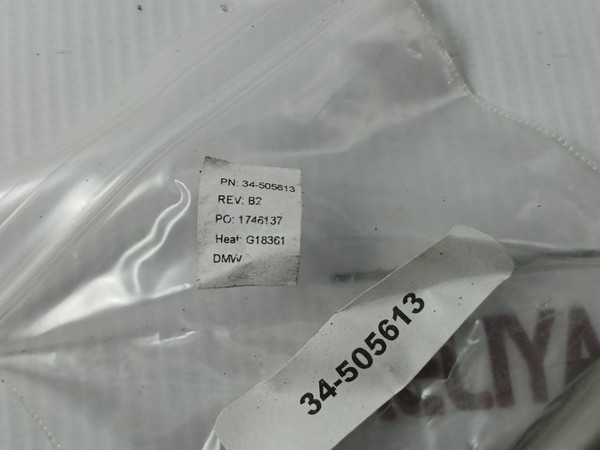 PN: 34-505613
REV: B2
PO: 1746137
Heat: G18361
DMW
34-505613